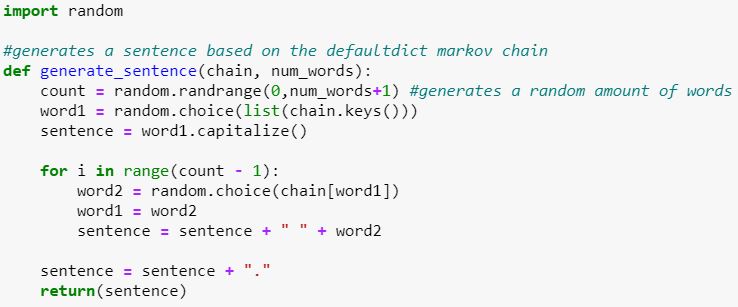 import random
#generates a sentence based on the defaultdict markov chain
def generate_sentence(chain, num_words):
    count = random.randrange(0,num_words+1) #generates a random amount of words
    word1 = random.choice(list(chain.keys()))
    sentence = word1.capitalize()
    for i in range(count - 1):
        word2 = random.choice(chain[word1])
        word1 = word2
        sentence = sentence + " " + word2
    sentence = sentence + "."
    return(sentence)